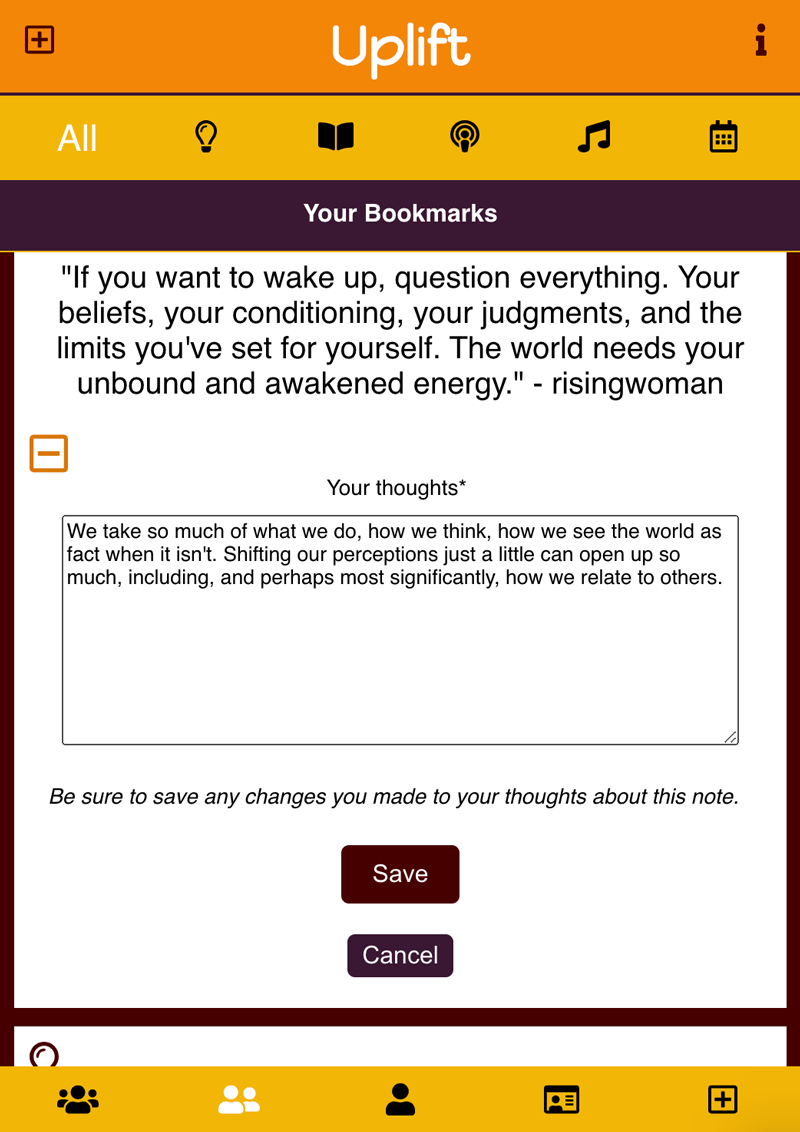 Uplift
All
Your Bookmarks
"If you want to wake up, question everything. Your
beliefs, your conditioning, your judgments, and the
limits you've set for yourself. The world needs your
unbound and awakened energy." - risingwoman
Your thoughts*
We take so much of what we do, how we think, how we see the world as
fact when it isn't. Shifting our perceptions just a little can open up so
much, including, and perhaps most significantly, how we relate to others.
Be sure to save any changes you made to your thoughts about this note.
Save
Cancel